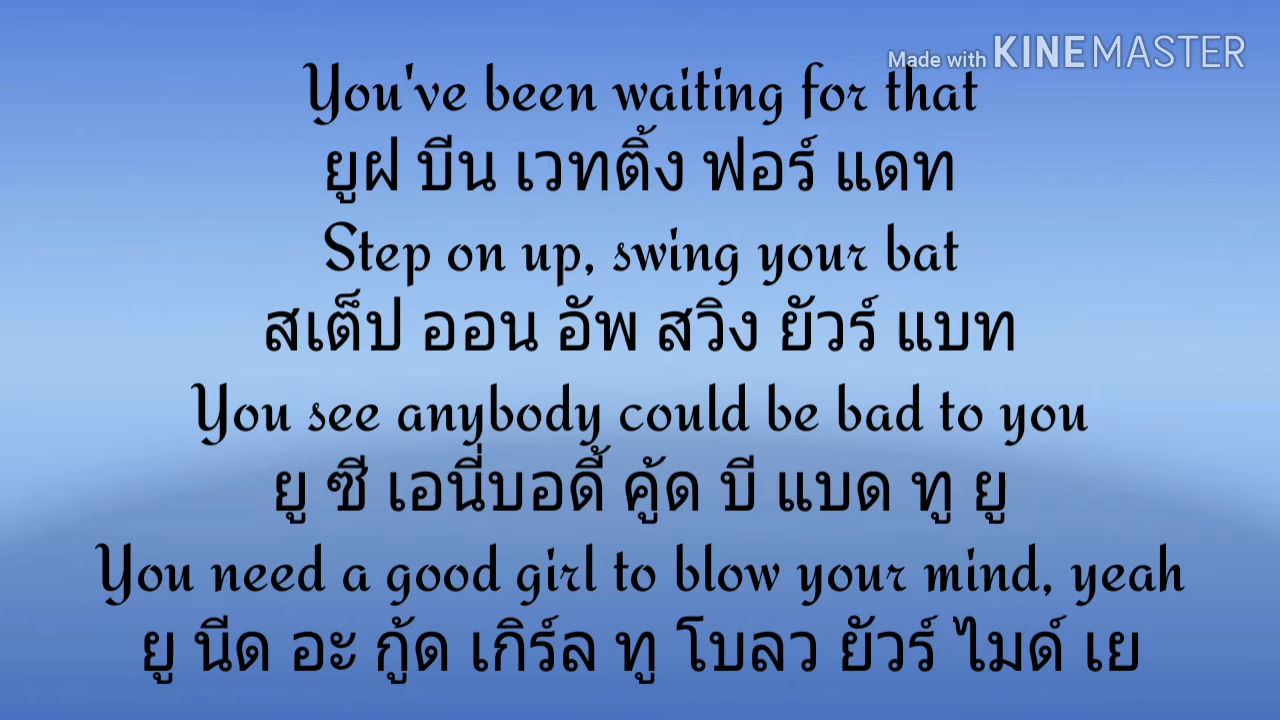 Made with KINEMASTER
You've been waiting for that
ยูฝ บีน เวทติ้ง ฟอร์ แดท
Step on up, swing your bat
สเต็ป ออน อัพ สวิง ยัวร์ แบท
You see anybody could be bad to you
ยู ซี เอนี่บอดี้ คู้ด บี แบด ทู ยู
You need a good girl to blow your mind, yeah
ยู นีด อะ กู้ด เกิร์ล ทู โบลว ยัวร์ ไมด์ เย